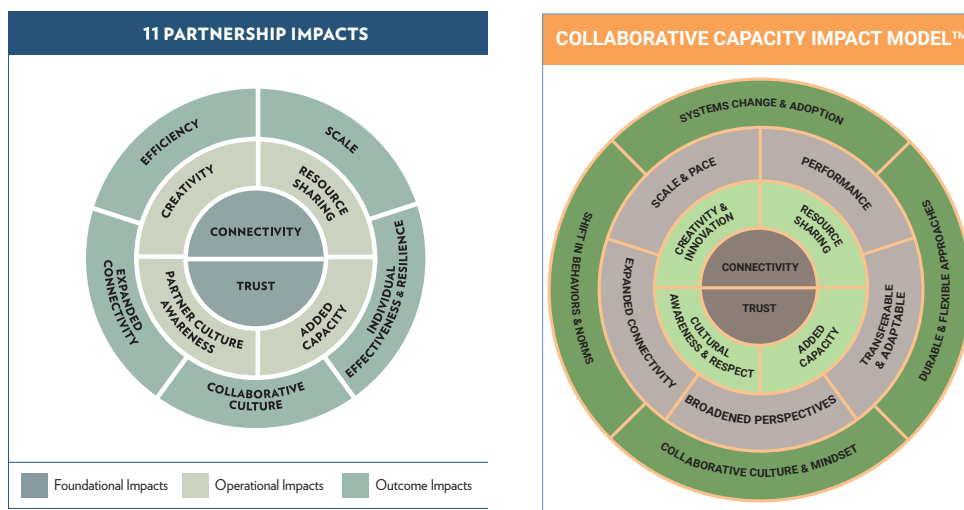 11 PARTNERSHIP IMPACTS
EFFICIENCY
SCALE
CREATIVITY
RESOURCE
SHARING
CONNECTIVITY
TRUST
EXPANDED
CONNECTIVITY
PARTNER CULTURE
AWARENESS
ADDED
CAPACITY
INDIVIDUAL
EFFECTIVENESS & RESILIENCE
COLLABORATIVE
CULTURE
Foundational Impacts
Operational Impacts
Outcome Impacts
COLLABORATIVE CAPACITY IMPACT MODEL™
SYSTEMS CHANGE & ADOPTION
SCALE & PACE
PERFORMANCE
CREATIVITY &
INNOVATION
RESOURCE
SHARING
CONNECTIVITY
TRUST
SHIFT IN BEHAVIORS & NORMS
EXPANDED CONNECTIVITY
CULTURAL
AWARENESS & RESPECT
ADDED
CAPACITY
TRANSFERABLE
& ADAPTABLE
DURABLE & FLEXIBLE APPROACHES
BROADENED PERSPECTIVES
COLLABORATIVE CULTURE & MINDSET